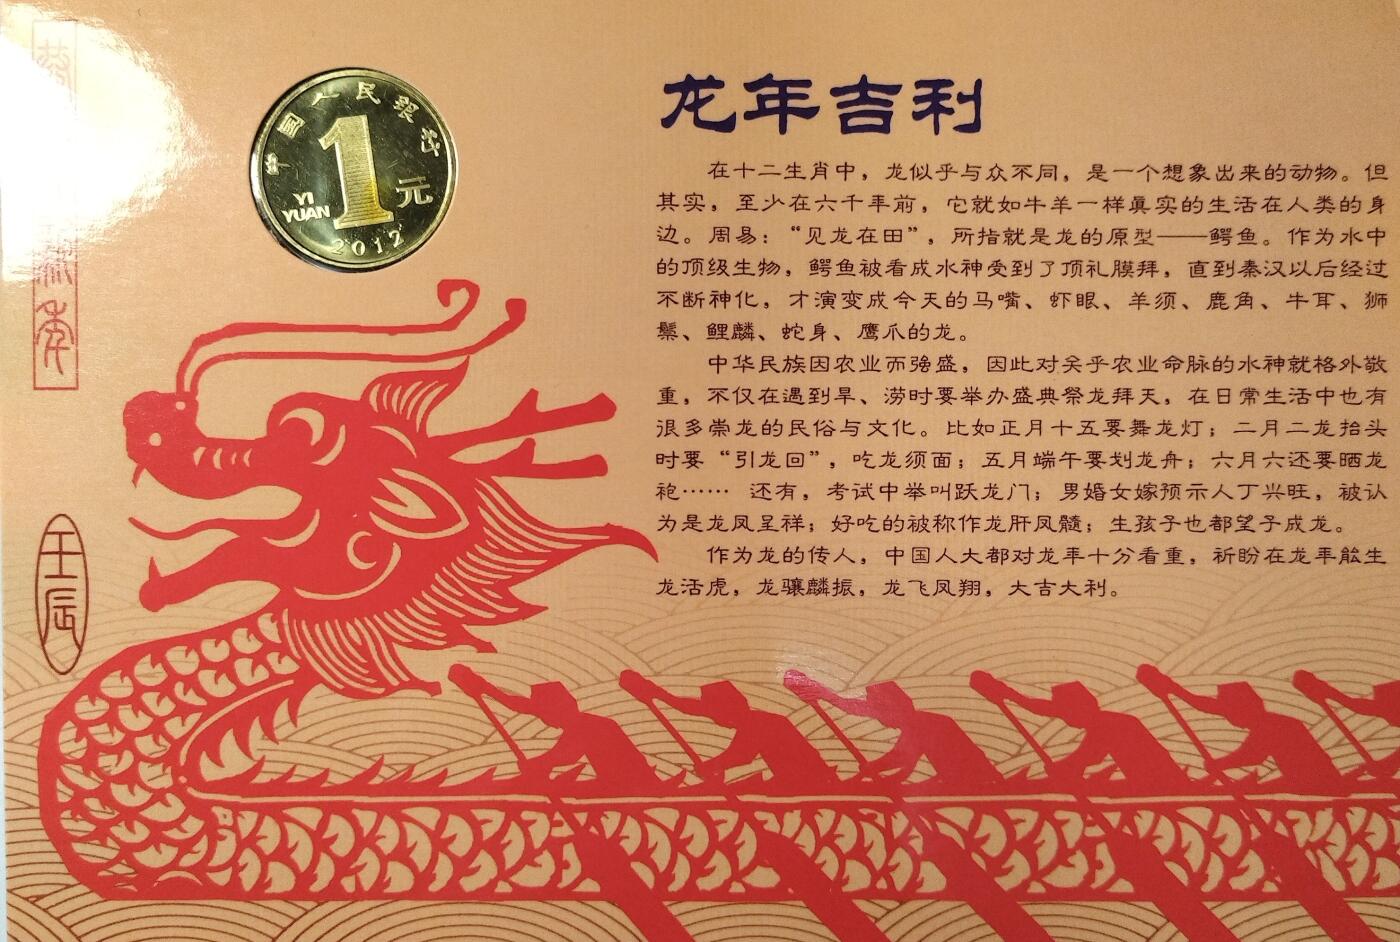 中国人民银行
1元
YI
YUAN
2012
龙年吉利
在十二生肖中，龙似乎与众不同，是一个想象出来的动物。但
其实，至少在六千年前，它就如牛羊一样真实的生活在人类的身
边。周易：“见龙在田”，所指就是龙的原型——鳄鱼。作为水中
的顶级生物，鳄鱼被看成水神受到了顶礼膜拜，直到秦汉以后经过
不断神化，才演变成今天的马嘴、虾眼、羊须、鹿角、牛耳、狮
鬃、鲤麟、蛇身、鹰爪的龙。
中华民族因农业而强盛，因此对关乎农业命脉的水神就格外敬
重，不仅在遇到旱、涝时要举办盛典祭龙拜天，在日常生活中也有
很多崇龙的民俗与文化。比如正月十五要舞龙灯；二月二龙抬头
时要“引龙回”，吃龙须面；五月端午要划龙舟；六月六还要晒龙
袍…… 还有，考试中举叫跃龙门；男婚女嫁预示人丁兴旺，被认
为是龙凤呈祥；好吃的被称作龙肝凤髓；生孩子也都望子成龙。
作为龙的传人，中国人大都对龙年十分看重，祈盼在龙年能生
龙活虎，龙骧麟振，龙飞凤翔，大吉大利。
壬辰